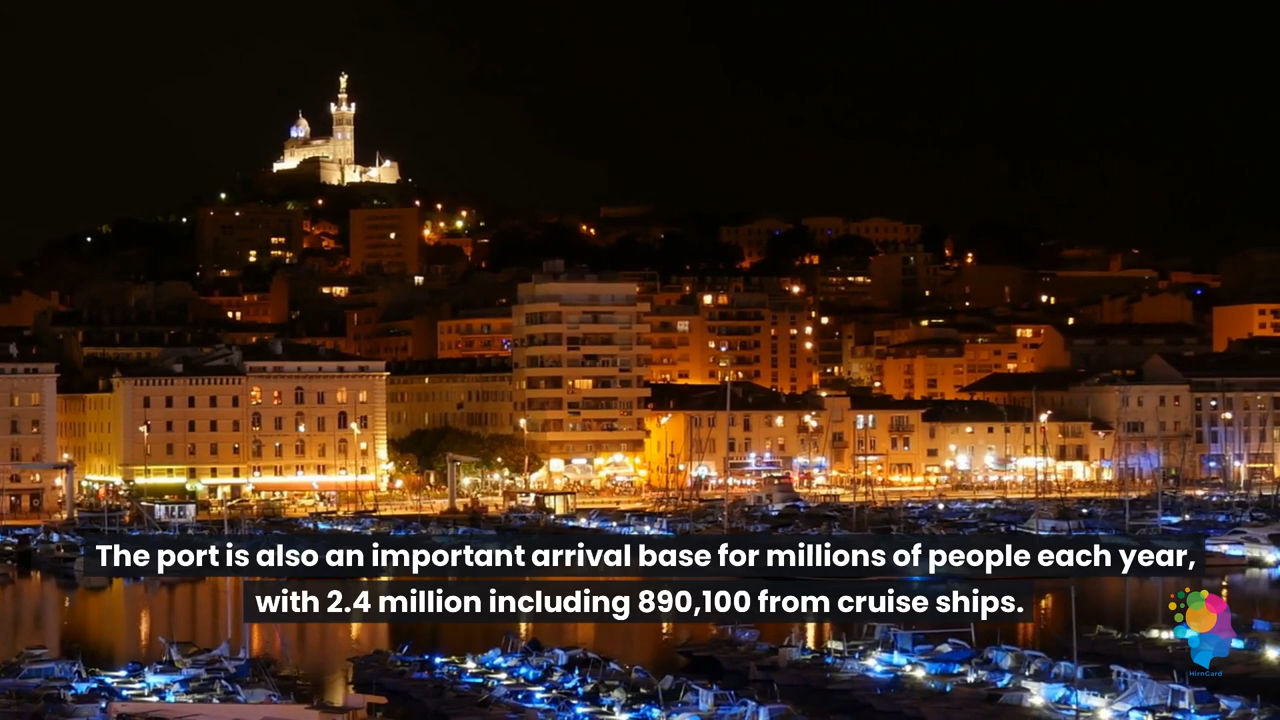 The port is also an important arrival base for millions of people each year,
with 2.4 million including 890,100 from cruise ships.
HirnGard